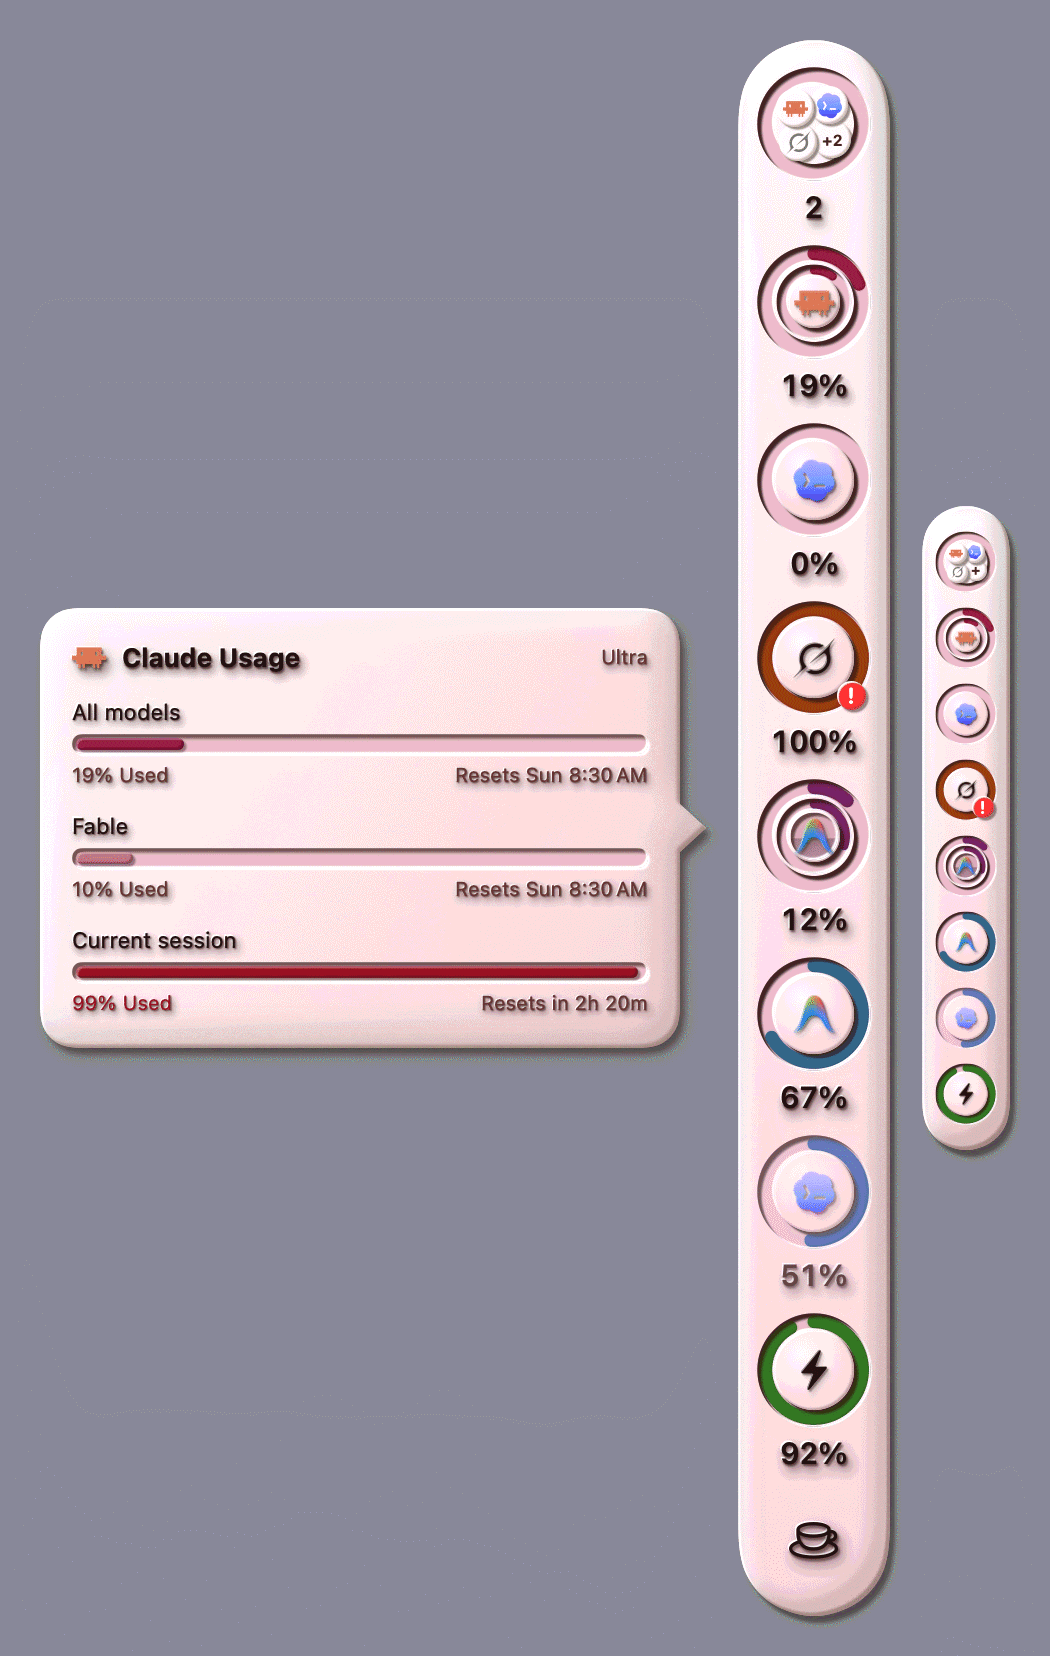 +2
2
19%
0%
!
100%
12%
67%
51%
92%
Claude Usage
Ultra
All models
19% Used
Resets Sun 8:30 AM
Fable
10% Used
Resets Sun 8:30 AM
Current session
99% Used
Resets in 2h 20m
+
!